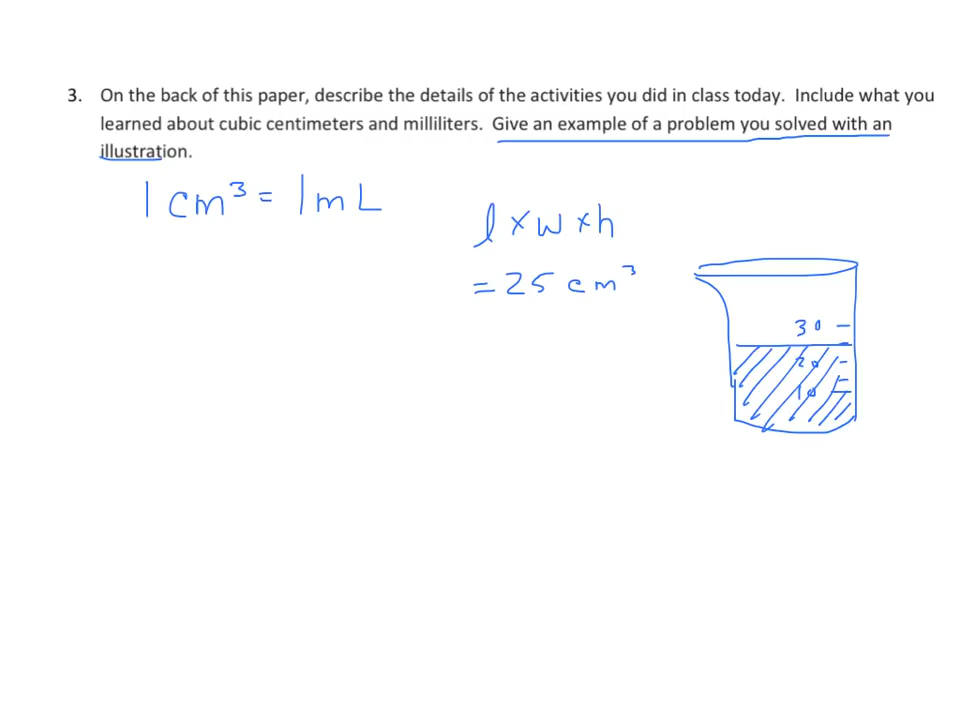 3. On the back of this paper, describe the details of the activities you did in class today. Include what you
learned about cubic centimeters and milliliters. Give an example of a problem you solved with an
illustration.
1 cm³ = 1 mL
l × w × h
= 25 cm³
30
20
10